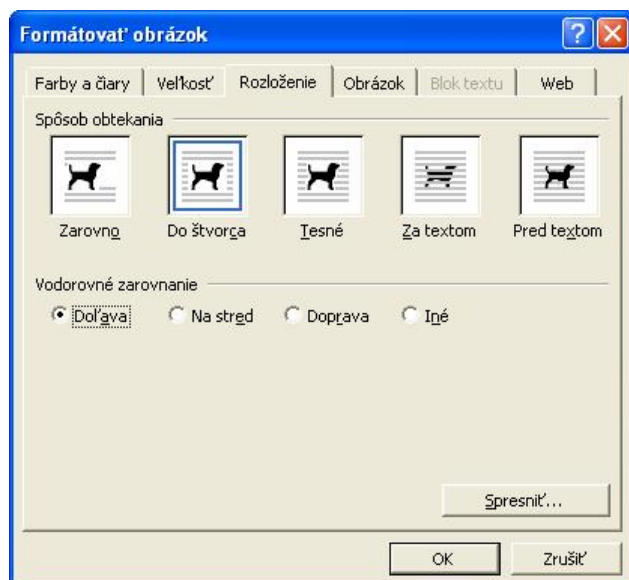 Formátovať obrázok
Farby a čiary Veľkosť Rozloženie Obrázok Blok textu Web
Spôsob obtekania
Zarovno Do štvorca Tesné Za textom Pred textom
Vodorovné zarovnanie
Doľava Na stred Doprava Iné
Spresniť...
OK Zrušiť